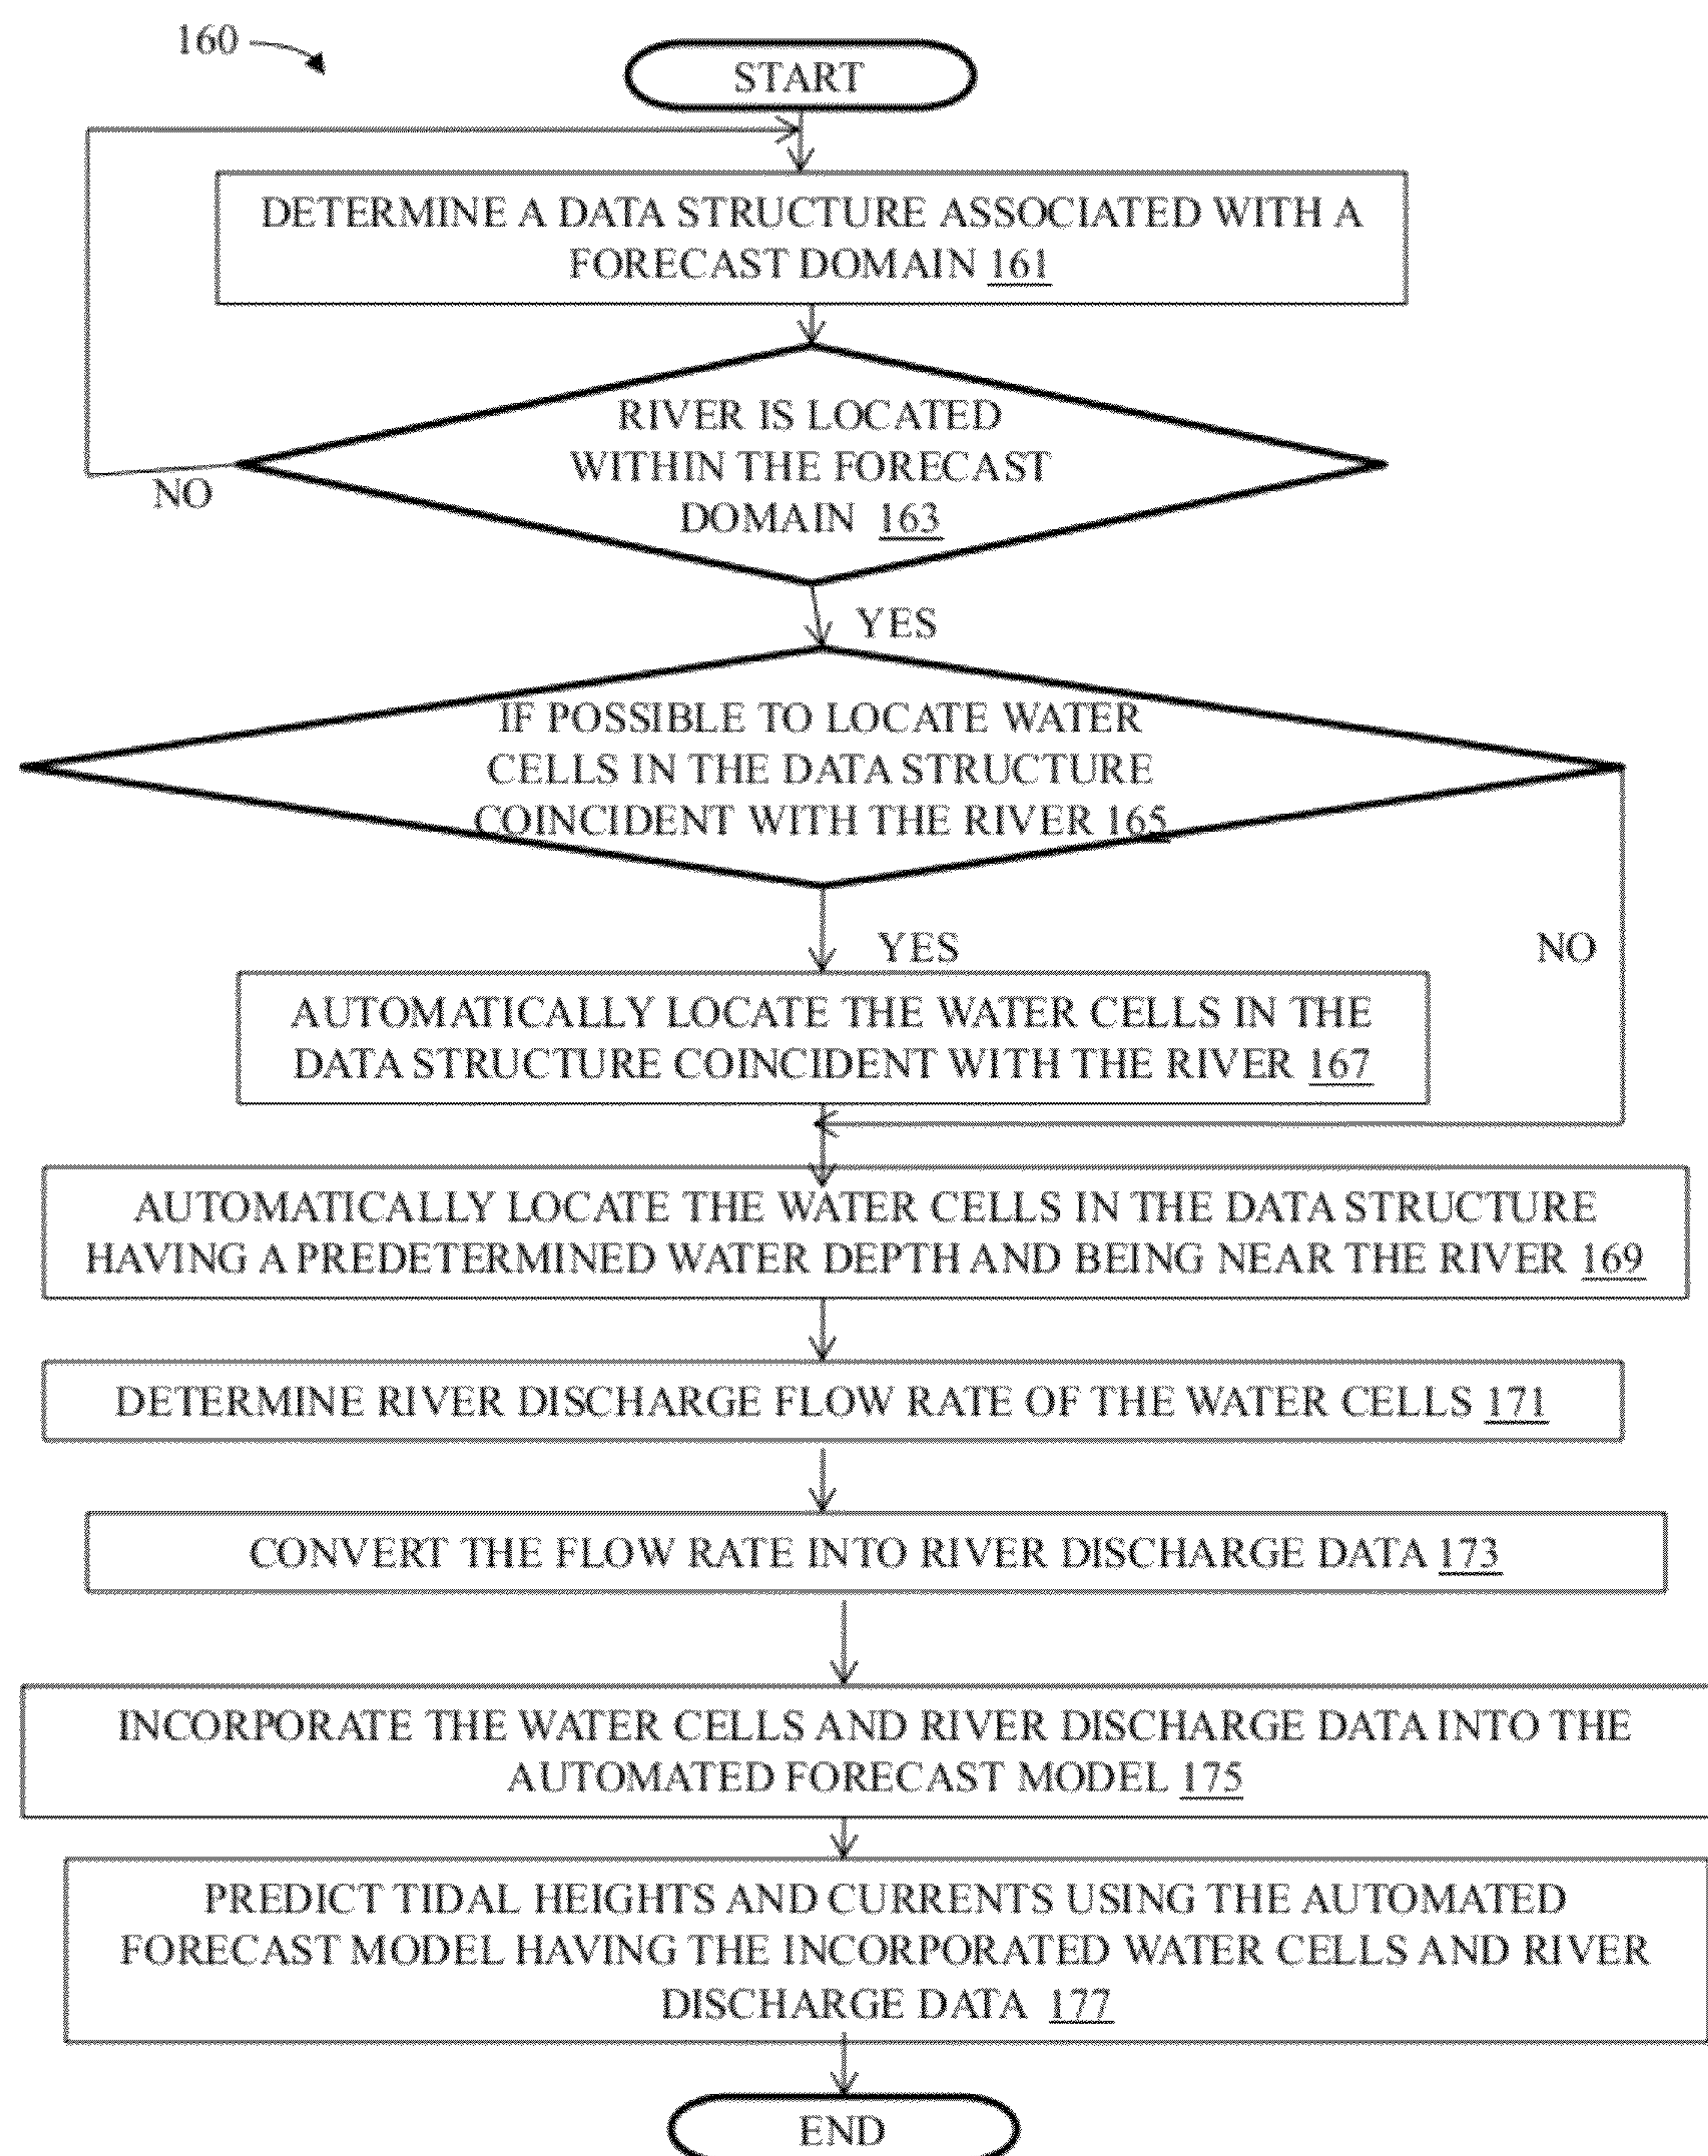 160
START
DETERMINE A DATA STRUCTURE ASSOCIATED WITH A
FORECAST DOMAIN 161
RIVER IS LOCATED
WITHIN THE FORECAST
DOMAIN 163
NO
YES
IF POSSIBLE TO LOCATE WATER
CELLS IN THE DATA STRUCTURE
COINCIDENT WITH THE RIVER 165
YES
NO
AUTOMATICALLY LOCATE THE WATER CELLS IN THE
DATA STRUCTURE COINCIDENT WITH THE RIVER 167
AUTOMATICALLY LOCATE THE WATER CELLS IN THE DATA STRUCTURE
HAVING A PREDETERMINED WATER DEPTH AND BEING NEAR THE RIVER 169
DETERMINE RIVER DISCHARGE FLOW RATE OF THE WATER CELLS 171
CONVERT THE FLOW RATE INTO RIVER DISCHARGE DATA 173
INCORPORATE THE WATER CELLS AND RIVER DISCHARGE DATA INTO THE
AUTOMATED FORECAST MODEL 175
PREDICT TIDAL HEIGHTS AND CURRENTS USING THE AUTOMATED
FORECAST MODEL HAVING THE INCORPORATED WATER CELLS AND RIVER
DISCHARGE DATA 177
END